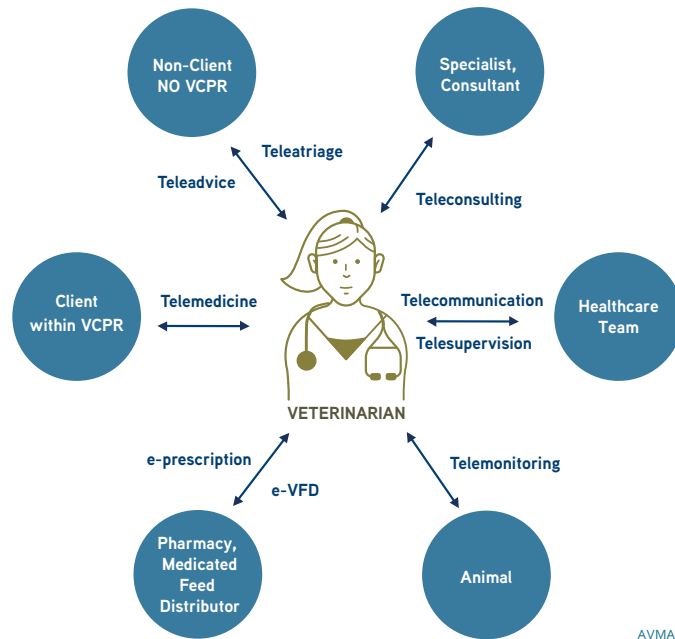 Non-Client
NO VCPR
Specialist,
Consultant
Teleatriage
Teleadvice
Teleconsulting
Client
within VCPR
Telemedicine
Telecommunication
Telesupervision
Healthcare
Team
VETERINARIAN
e-prescription
e-VFD
Telemonitoring
Pharmacy,
Medicated
Feed
Distributor
Animal
AVMA